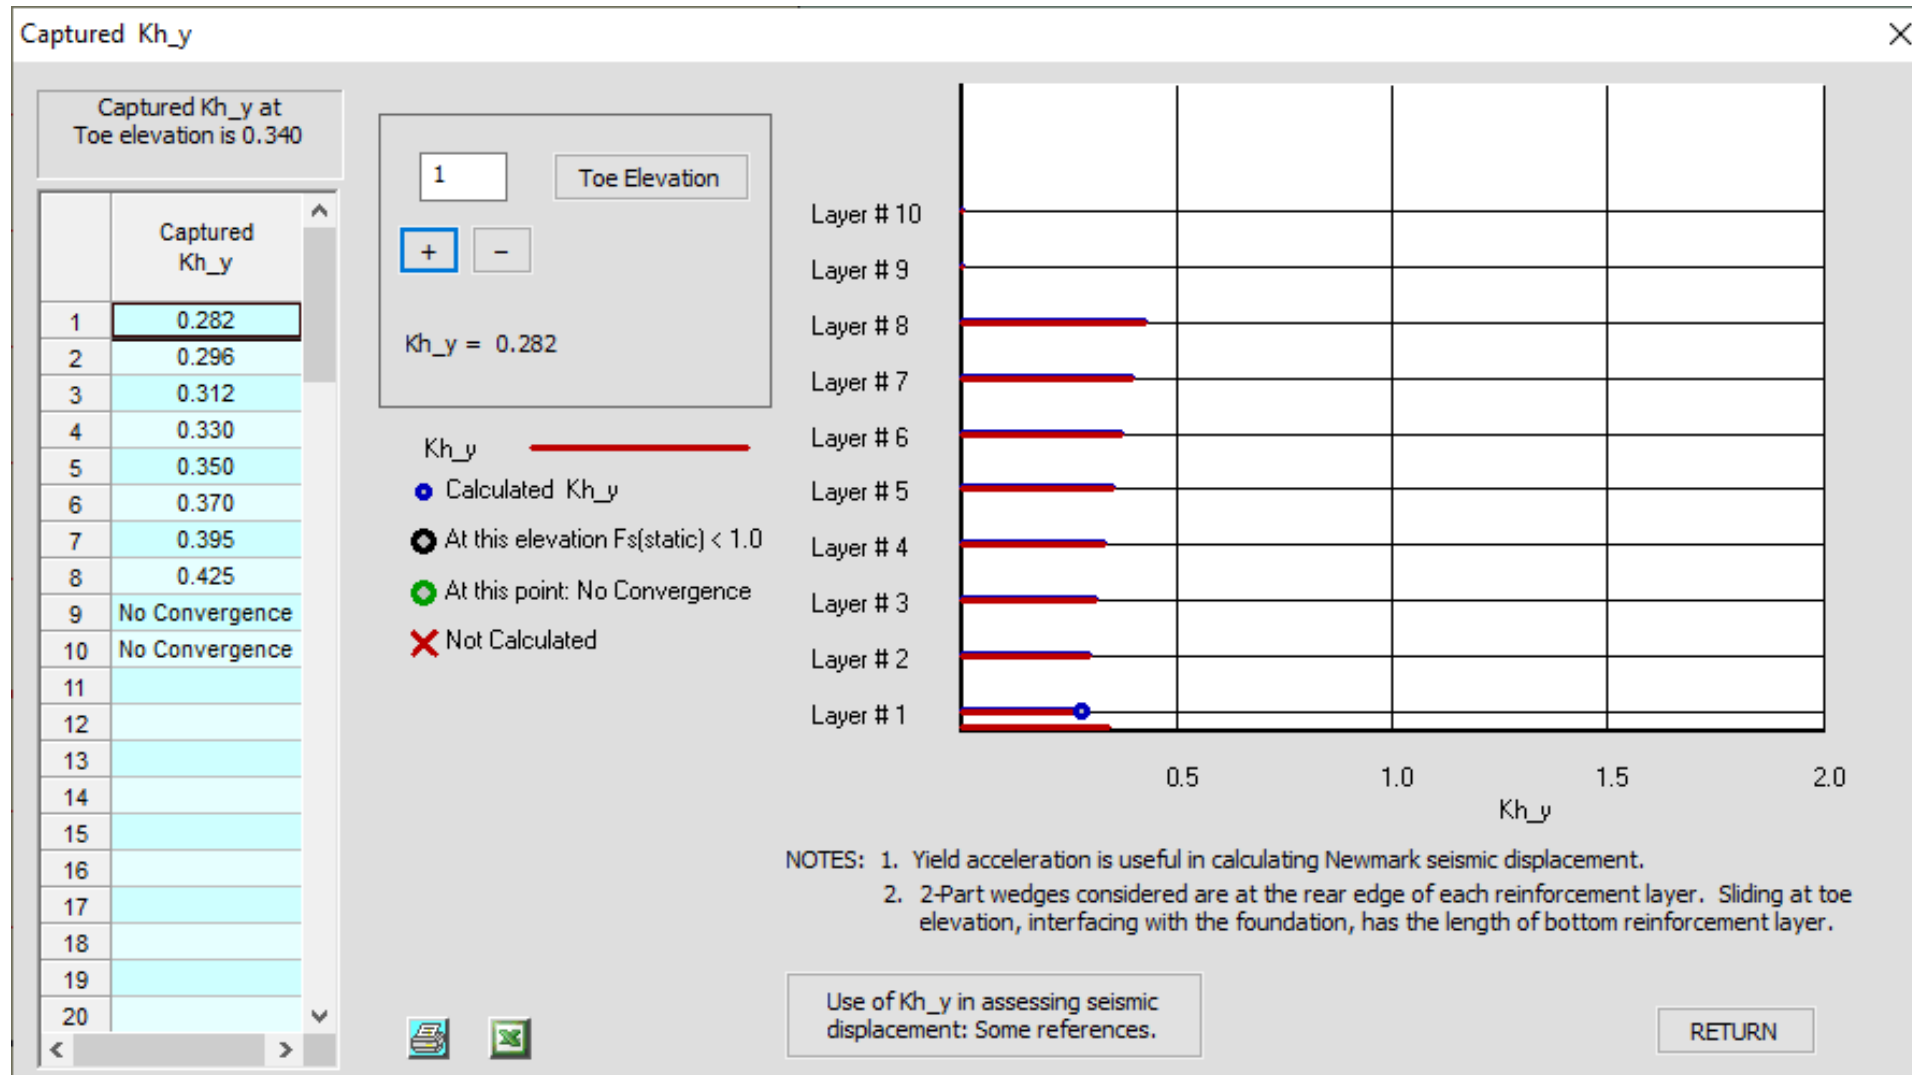 Captured Kh_y
Captured Kh_y at
Toe elevation is 0.340
Captured
Kh_y
1 0.282
2 0.296
3 0.312
4 0.330
5 0.350
6 0.370
7 0.395
8 0.425
9 No Convergence
10 No Convergence
11
12
13
14
15
16
17
18
19
20
1
Toe Elevation
+ −
Kh_y = 0.282
Kh_y
Calculated Kh_y
At this elevation Fs(static) < 1.0
At this point: No Convergence
Not Calculated
Layer # 10
Layer # 9
Layer # 8
Layer # 7
Layer # 6
Layer # 5
Layer # 4
Layer # 3
Layer # 2
Layer # 1
0.5 1.0 1.5 2.0
Kh_y
NOTES: 1. Yield acceleration is useful in calculating Newmark seismic displacement.
2. 2-Part wedges considered are at the rear edge of each reinforcement layer. Sliding at toe
elevation, interfacing with the foundation, has the length of bottom reinforcement layer.
Use of Kh_y in assessing seismic
displacement: Some references.
RETURN